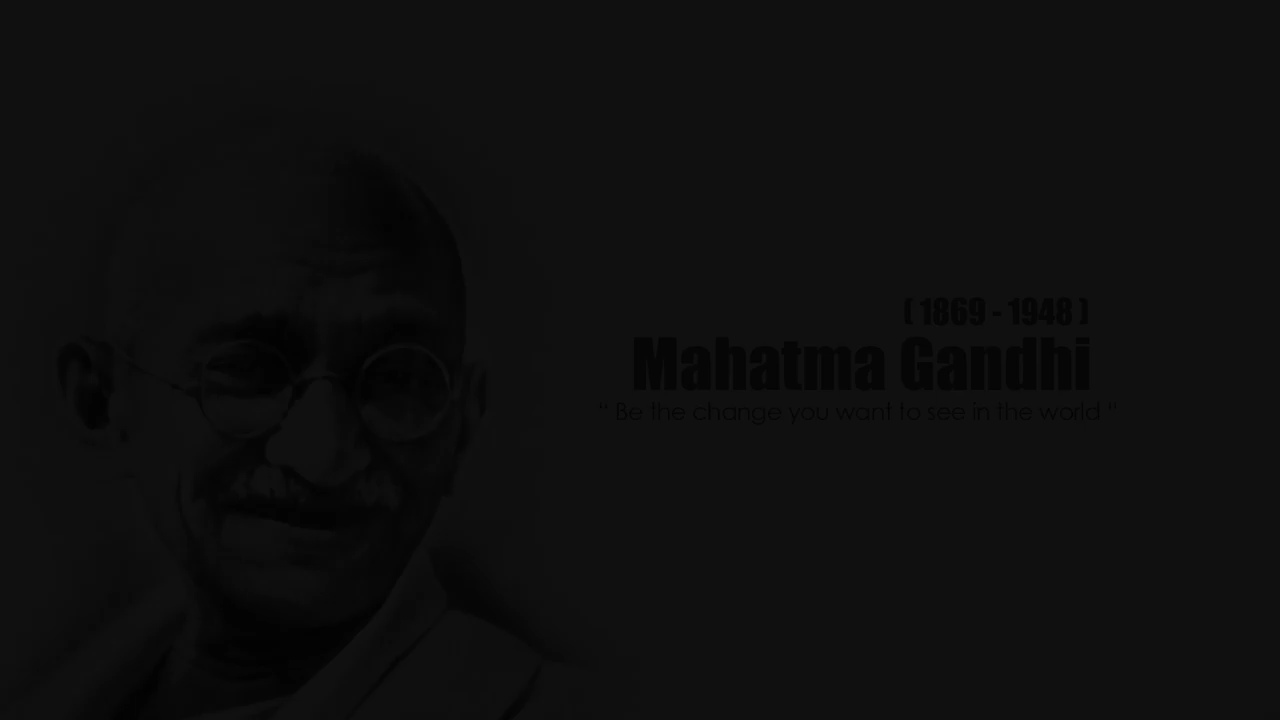 ( 1869 - 1948 )
Mahatma Gandhi
“ Be the change you want to see in the world “